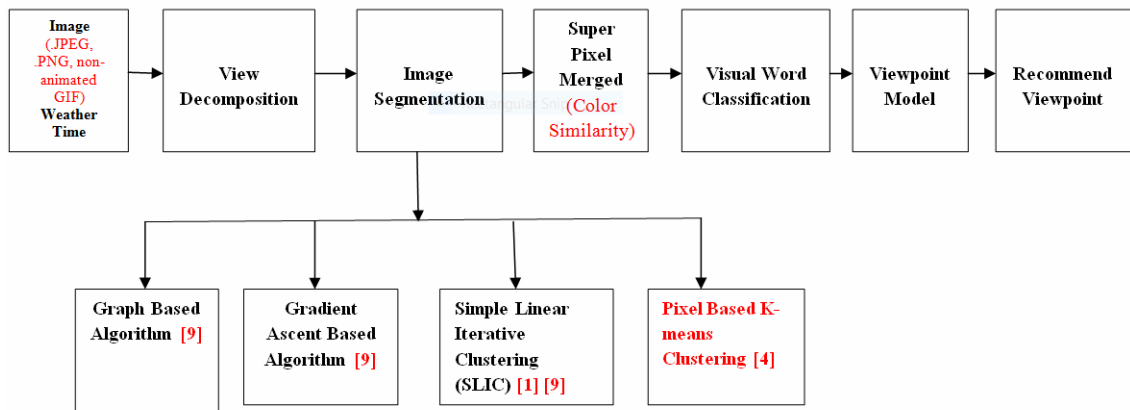 Image
(.JPEG,
.PNG, non-
animated
GIF)
Weather
Time
View
Decomposition
Image
Segmentation
Super
Pixel
Merged
(Color
Similarity)
Visual Word
Classification
Viewpoint
Model
Recommend
Viewpoint
Graph Based
Algorithm [9]
Gradient
Ascent Based
Algorithm [9]
Simple Linear
Iterative
Clustering
(SLIC) [1] [9]
Pixel Based K-
means
Clustering [4]